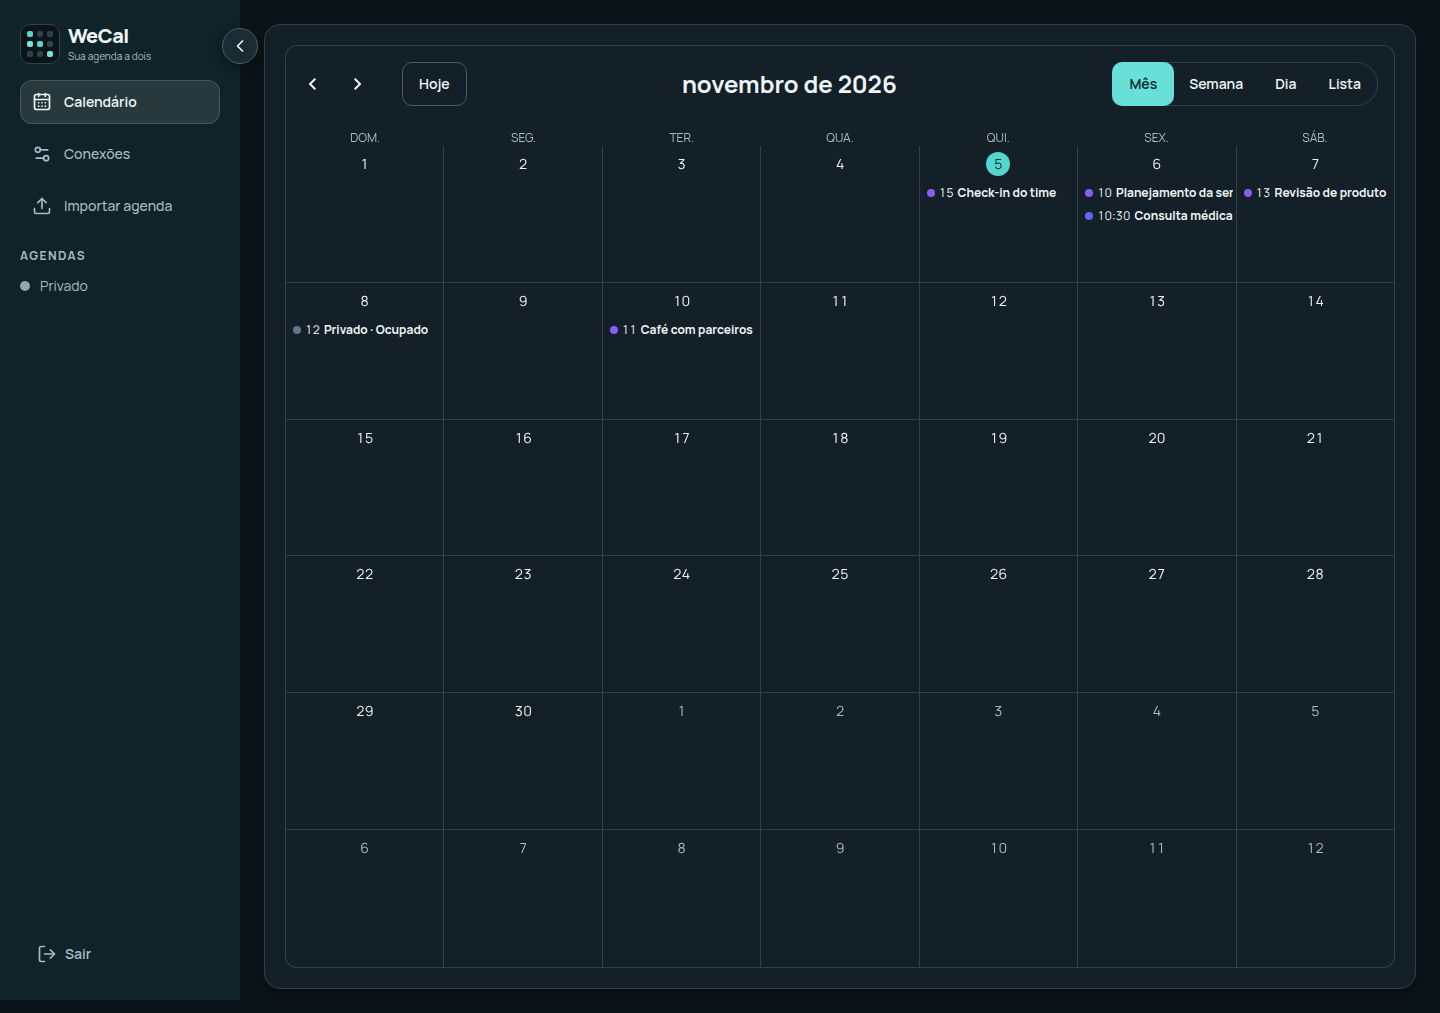 WeCal
Sua agenda a dois
Calendário
Conexões
Importar agenda
AGENDAS
Privado
Sair
Hoje
novembro de 2026
Mês Semana Dia Lista
DOM. SEG. TER. QUA. QUI. SEX. SÁB.
1 2 3 4 5 6 7
15 Check-in do time
10 Planejamento da ser
13 Revisão de produto
10:30 Consulta médica
8 9 10 11 12 13 14
12 Privado · Ocupado
11 Café com parceiros
15 16 17 18 19 20 21
22 23 24 25 26 27 28
29 30 1 2 3 4 5
6 7 8 9 10 11 12